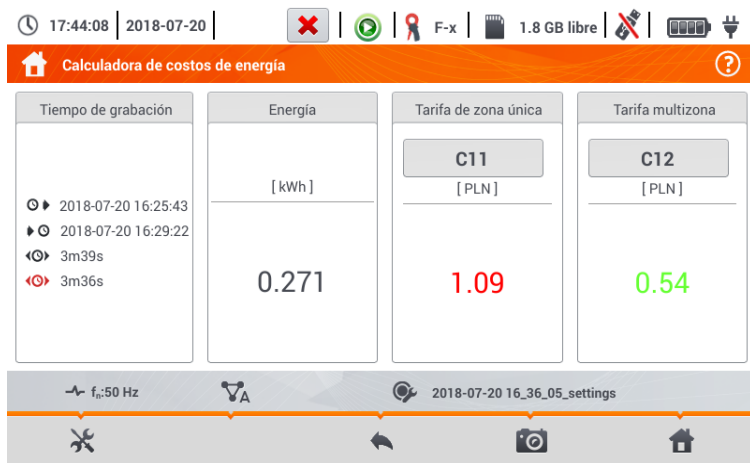 17:44:08 2018-07-20 F-x 1.8 GB libre
Calculadora de costos de energía ?
Tiempo de grabación Energía Tarifa de zona única Tarifa multizona
C11 C12
[ kWh ] [ PLN ] [ PLN ]
2018-07-20 16:25:43
2018-07-20 16:29:22
3m39s
3m36s
0.271 1.09 0.54
fn:50 Hz A 2018-07-20 16_36_05_settings